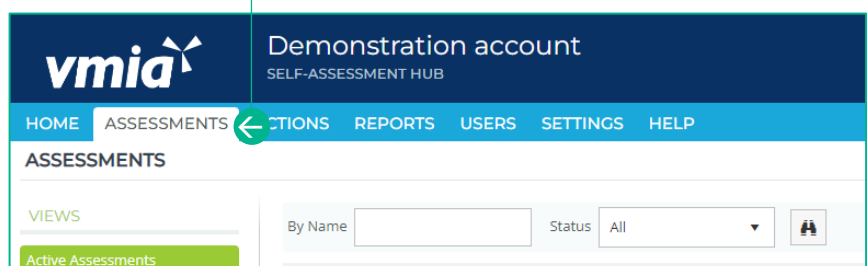 vmia
Demonstration account
SELF-ASSESSMENT HUB
HOME ASSESSMENTS CTIONS REPORTS USERS SETTINGS HELP
ASSESSMENTS
VIEWS
By Name Status All
Active Assessments